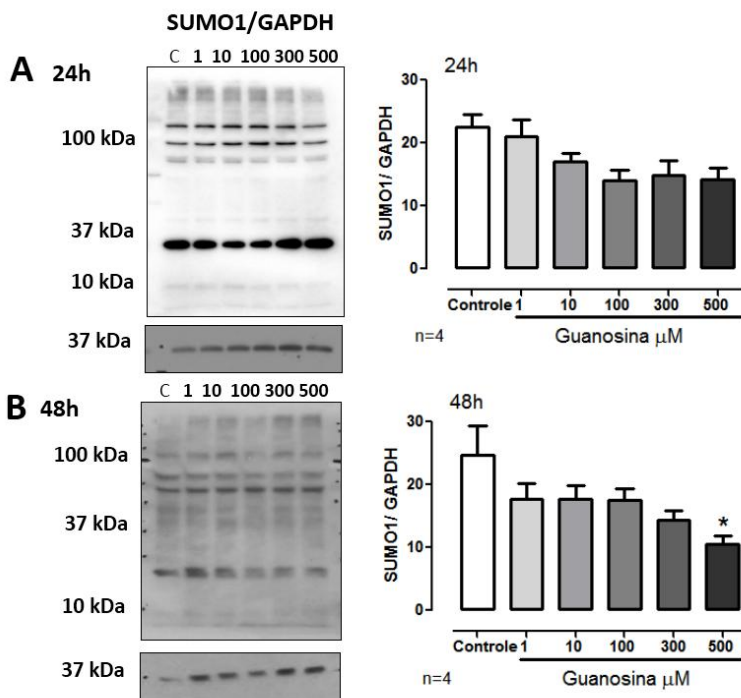 SUMO1/GAPDH
C 1 10 100 300 500
A 24h
100 kDa
37 kDa
10 kDa
37 kDa
24h
SUMO1/ GAPDH
30
20
10
0
Controle 1 10 100 300 500
n=4
Guanosina µM
C 1 10 100 300 500
B 48h
100 kDa
37 kDa
10 kDa
37 kDa
48h
SUMO1/ GAPDH
30
20
10
0
*
Controle 1 10 100 300 500
n=4
Guanosina µM